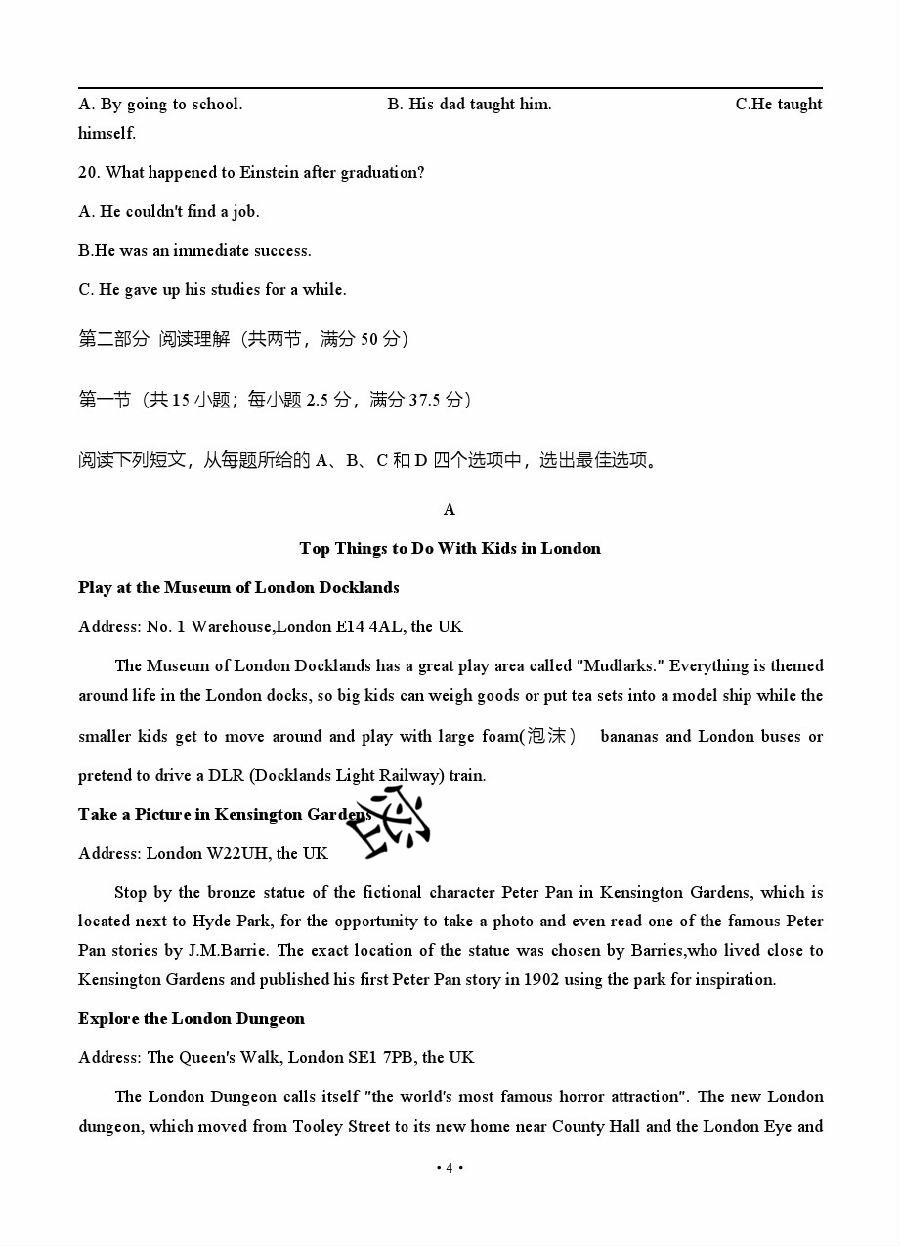 A. By going to school. B. His dad taught him. C.He taught
himself.
20. What happened to Einstein after graduation?
A. He couldn't find a job.
B.He was an immediate success.
C. He gave up his studies for a while.
第二部分 阅读理解（共两节，满分 50 分）
第一节（共 15 小题；每小题 2.5 分，满分 37.5 分）
阅读下列短文，从每题所给的 A、B、C 和 D 四个选项中，选出最佳选项。
A
Top Things to Do With Kids in London
Play at the Museum of London Docklands
Address: No. 1 Warehouse,London E14 4AL, the UK
The Museum of London Docklands has a great play area called "Mudlarks." Everything is themed
around life in the London docks, so big kids can weigh goods or put tea sets into a model ship while the
smaller kids get to move around and play with large foam(泡沫） bananas and London buses or
pretend to drive a DLR (Docklands Light Railway) train.
Take a Picture in Kensington Gardens
密
Address: London W22UH, the UK
Stop by the bronze statue of the fictional character Peter Pan in Kensington Gardens, which is
located next to Hyde Park, for the opportunity to take a photo and even read one of the famous Peter
Pan stories by J.M.Barrie. The exact location of the statue was chosen by Barries,who lived close to
Kensington Gardens and published his first Peter Pan story in 1902 using the park for inspiration.
Explore the London Dungeon
Address: The Queen's Walk, London SE1 7PB, the UK
The London Dungeon calls itself "the world's most famous horror attraction". The new London
dungeon, which moved from Tooley Street to its new home near County Hall and the London Eye and
• 4 •